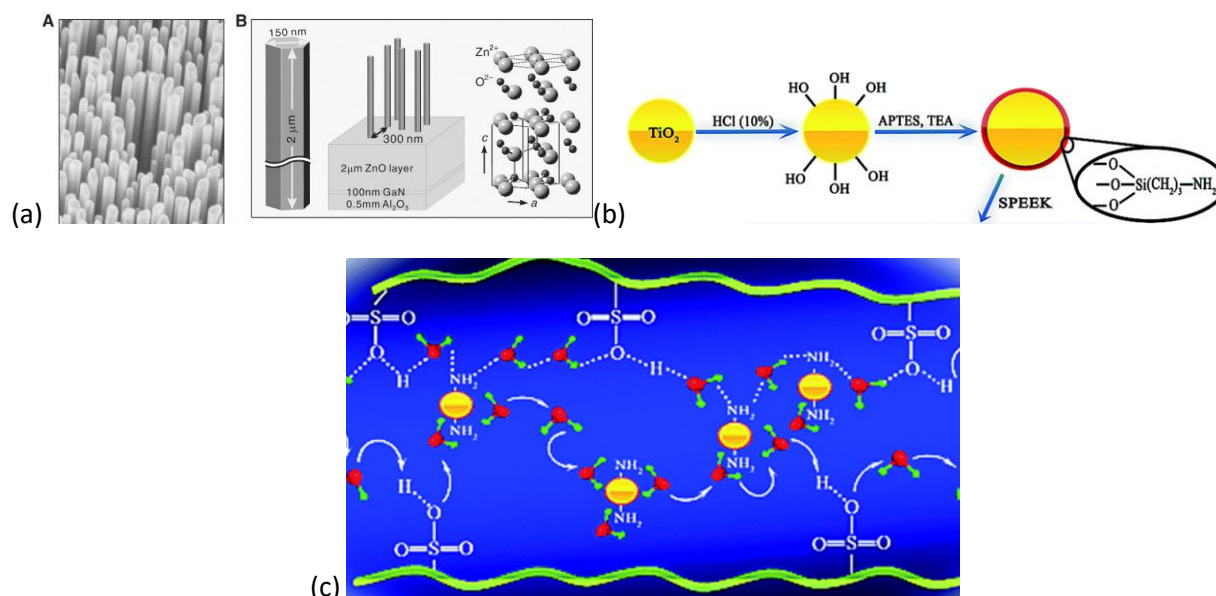 (a)
A
B
150 nm
2 μm
300 nm
2μm ZnO layer
100nm GaN
0.5mm Al₂O₃
Zn²⁺
O²⁻
c
a
(b)
TiO₂
HCl (10%)
OH
HO OH
HO OH
OH
APTES, TEA
SPEEK
—O
—O—Si(CH₂)₃—NH₂
—O
(c)
O=S=O
O
H
NH₂
NH₂
O=S=O
O
H
NH₂
NH₃
NH₂
NH₂
O=S=O
O
H
NH₂
NH₂
H
O
O=S=O
H
O
O=S=O